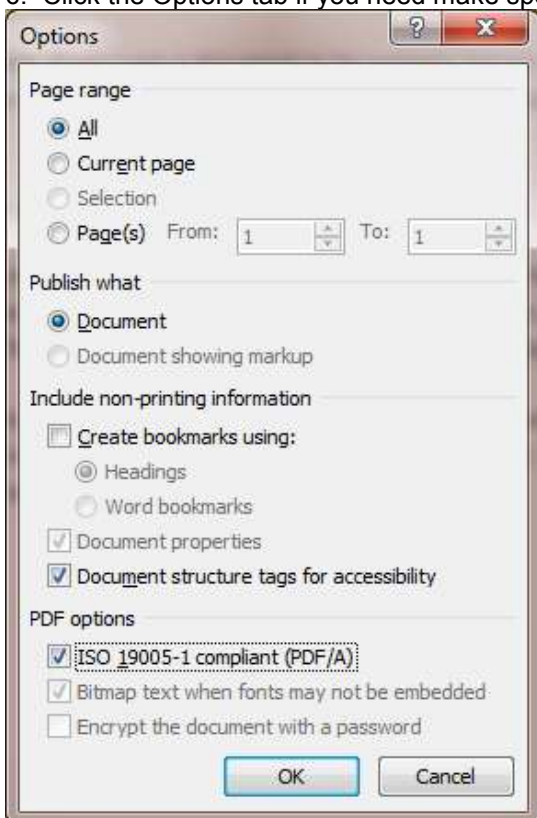 Click the Options tab if you need make
Options
Page range
All
Current page
Selection
Page(s) From: 1 To: 1
Publish what
Document
Document showing markup
Include non-printing information
Create bookmarks using:
Headings
Word bookmarks
Document properties
Document structure tags for accessibility
PDF options
ISO 19005-1 compliant (PDF/A)
Bitmap text when fonts may not be embedded
Encrypt the document with a password
OK Cancel